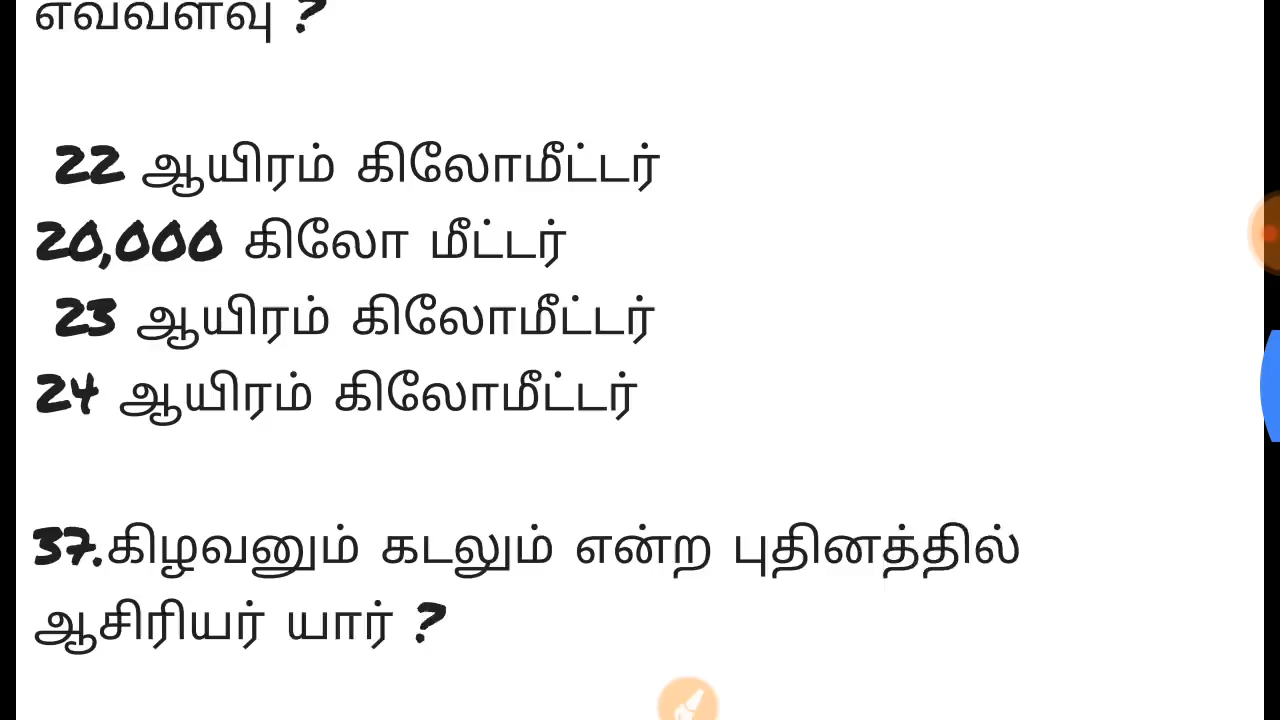 எவ்வளவு ?
22 ஆயிரம் கிலோமீட்டர்
20,000 கிலோ மீட்டர்
23 ஆயிரம் கிலோமீட்டர்
24 ஆயிரம் கிலோமீட்டர்
37.கிழவனும் கடலும் என்ற புதினத்தில்
ஆசிரியர் யார் ?